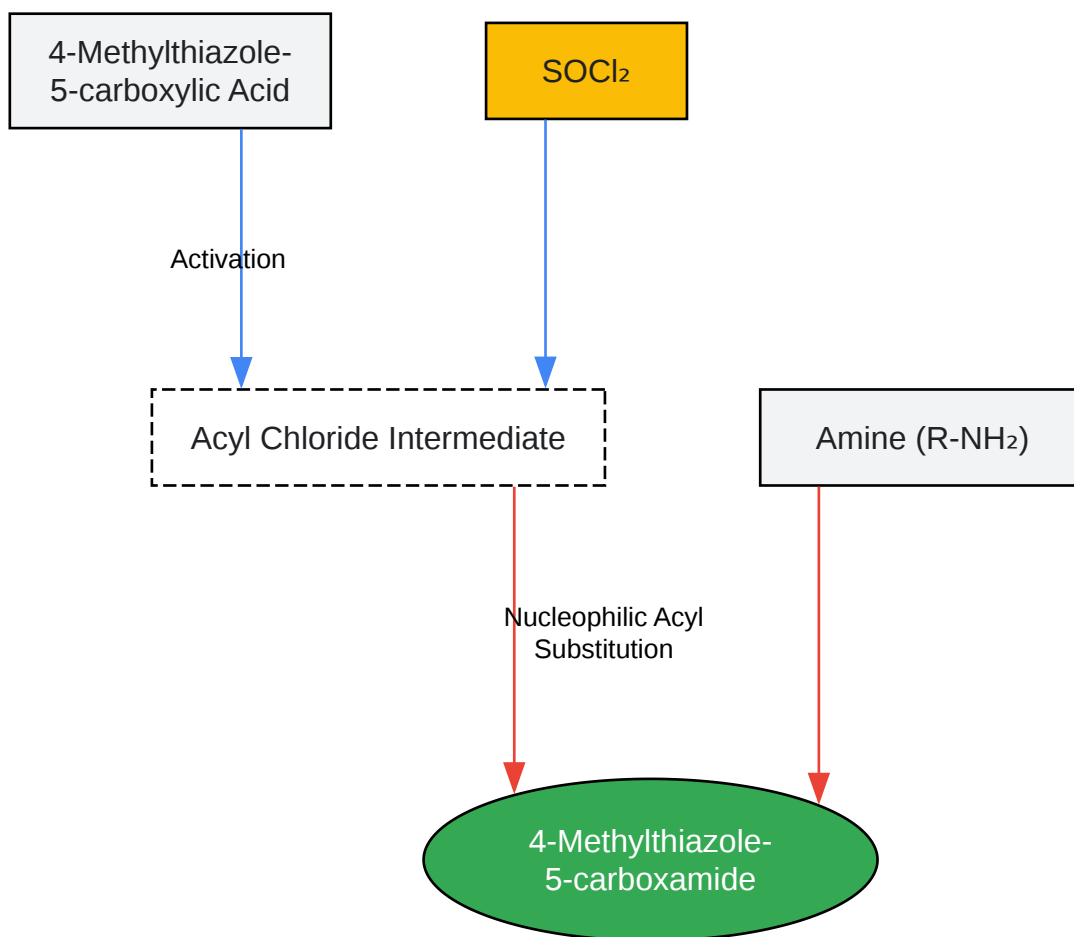 4-Methylthiazole-
5-carboxylic Acid
SOCl₂
Activation
Acyl Chloride Intermediate
Amine (R-NH₂)
Nucleophilic Acyl
Substitution
4-Methylthiazole-
5-carboxamide